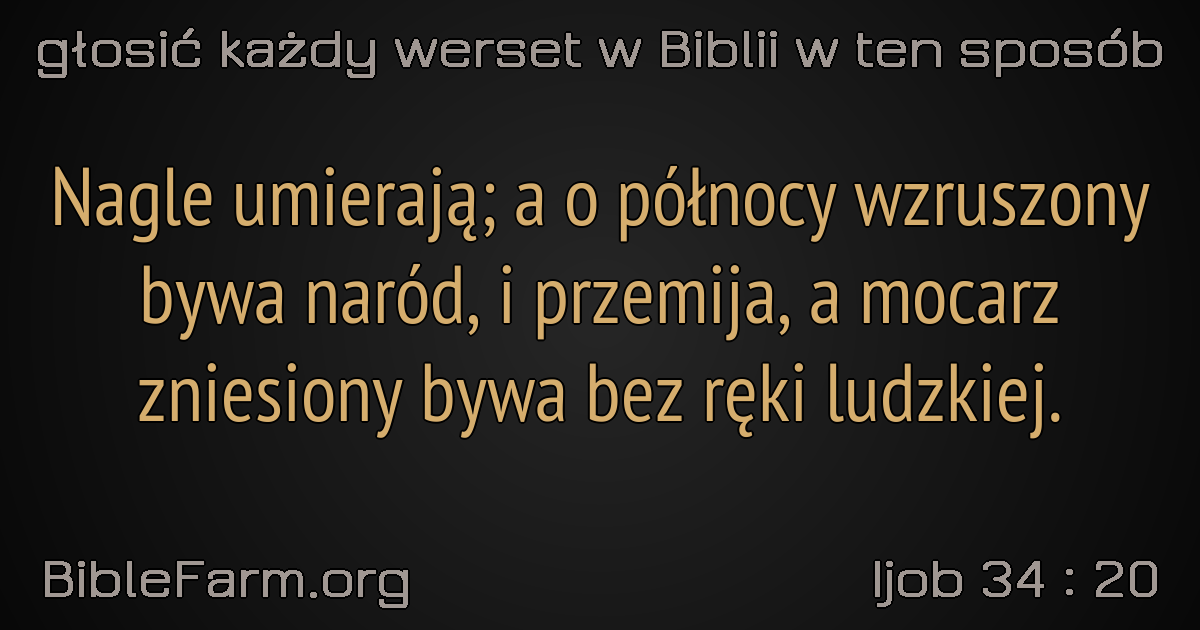 głosić każdy werset w Biblii w ten sposób
Nagle umierają; a o północy wzruszony
bywa naród, i przemija, a mocarz
zniesiony bywa bez ręki ludzkiej.
BibleFarm.org
Ijob 34 : 20